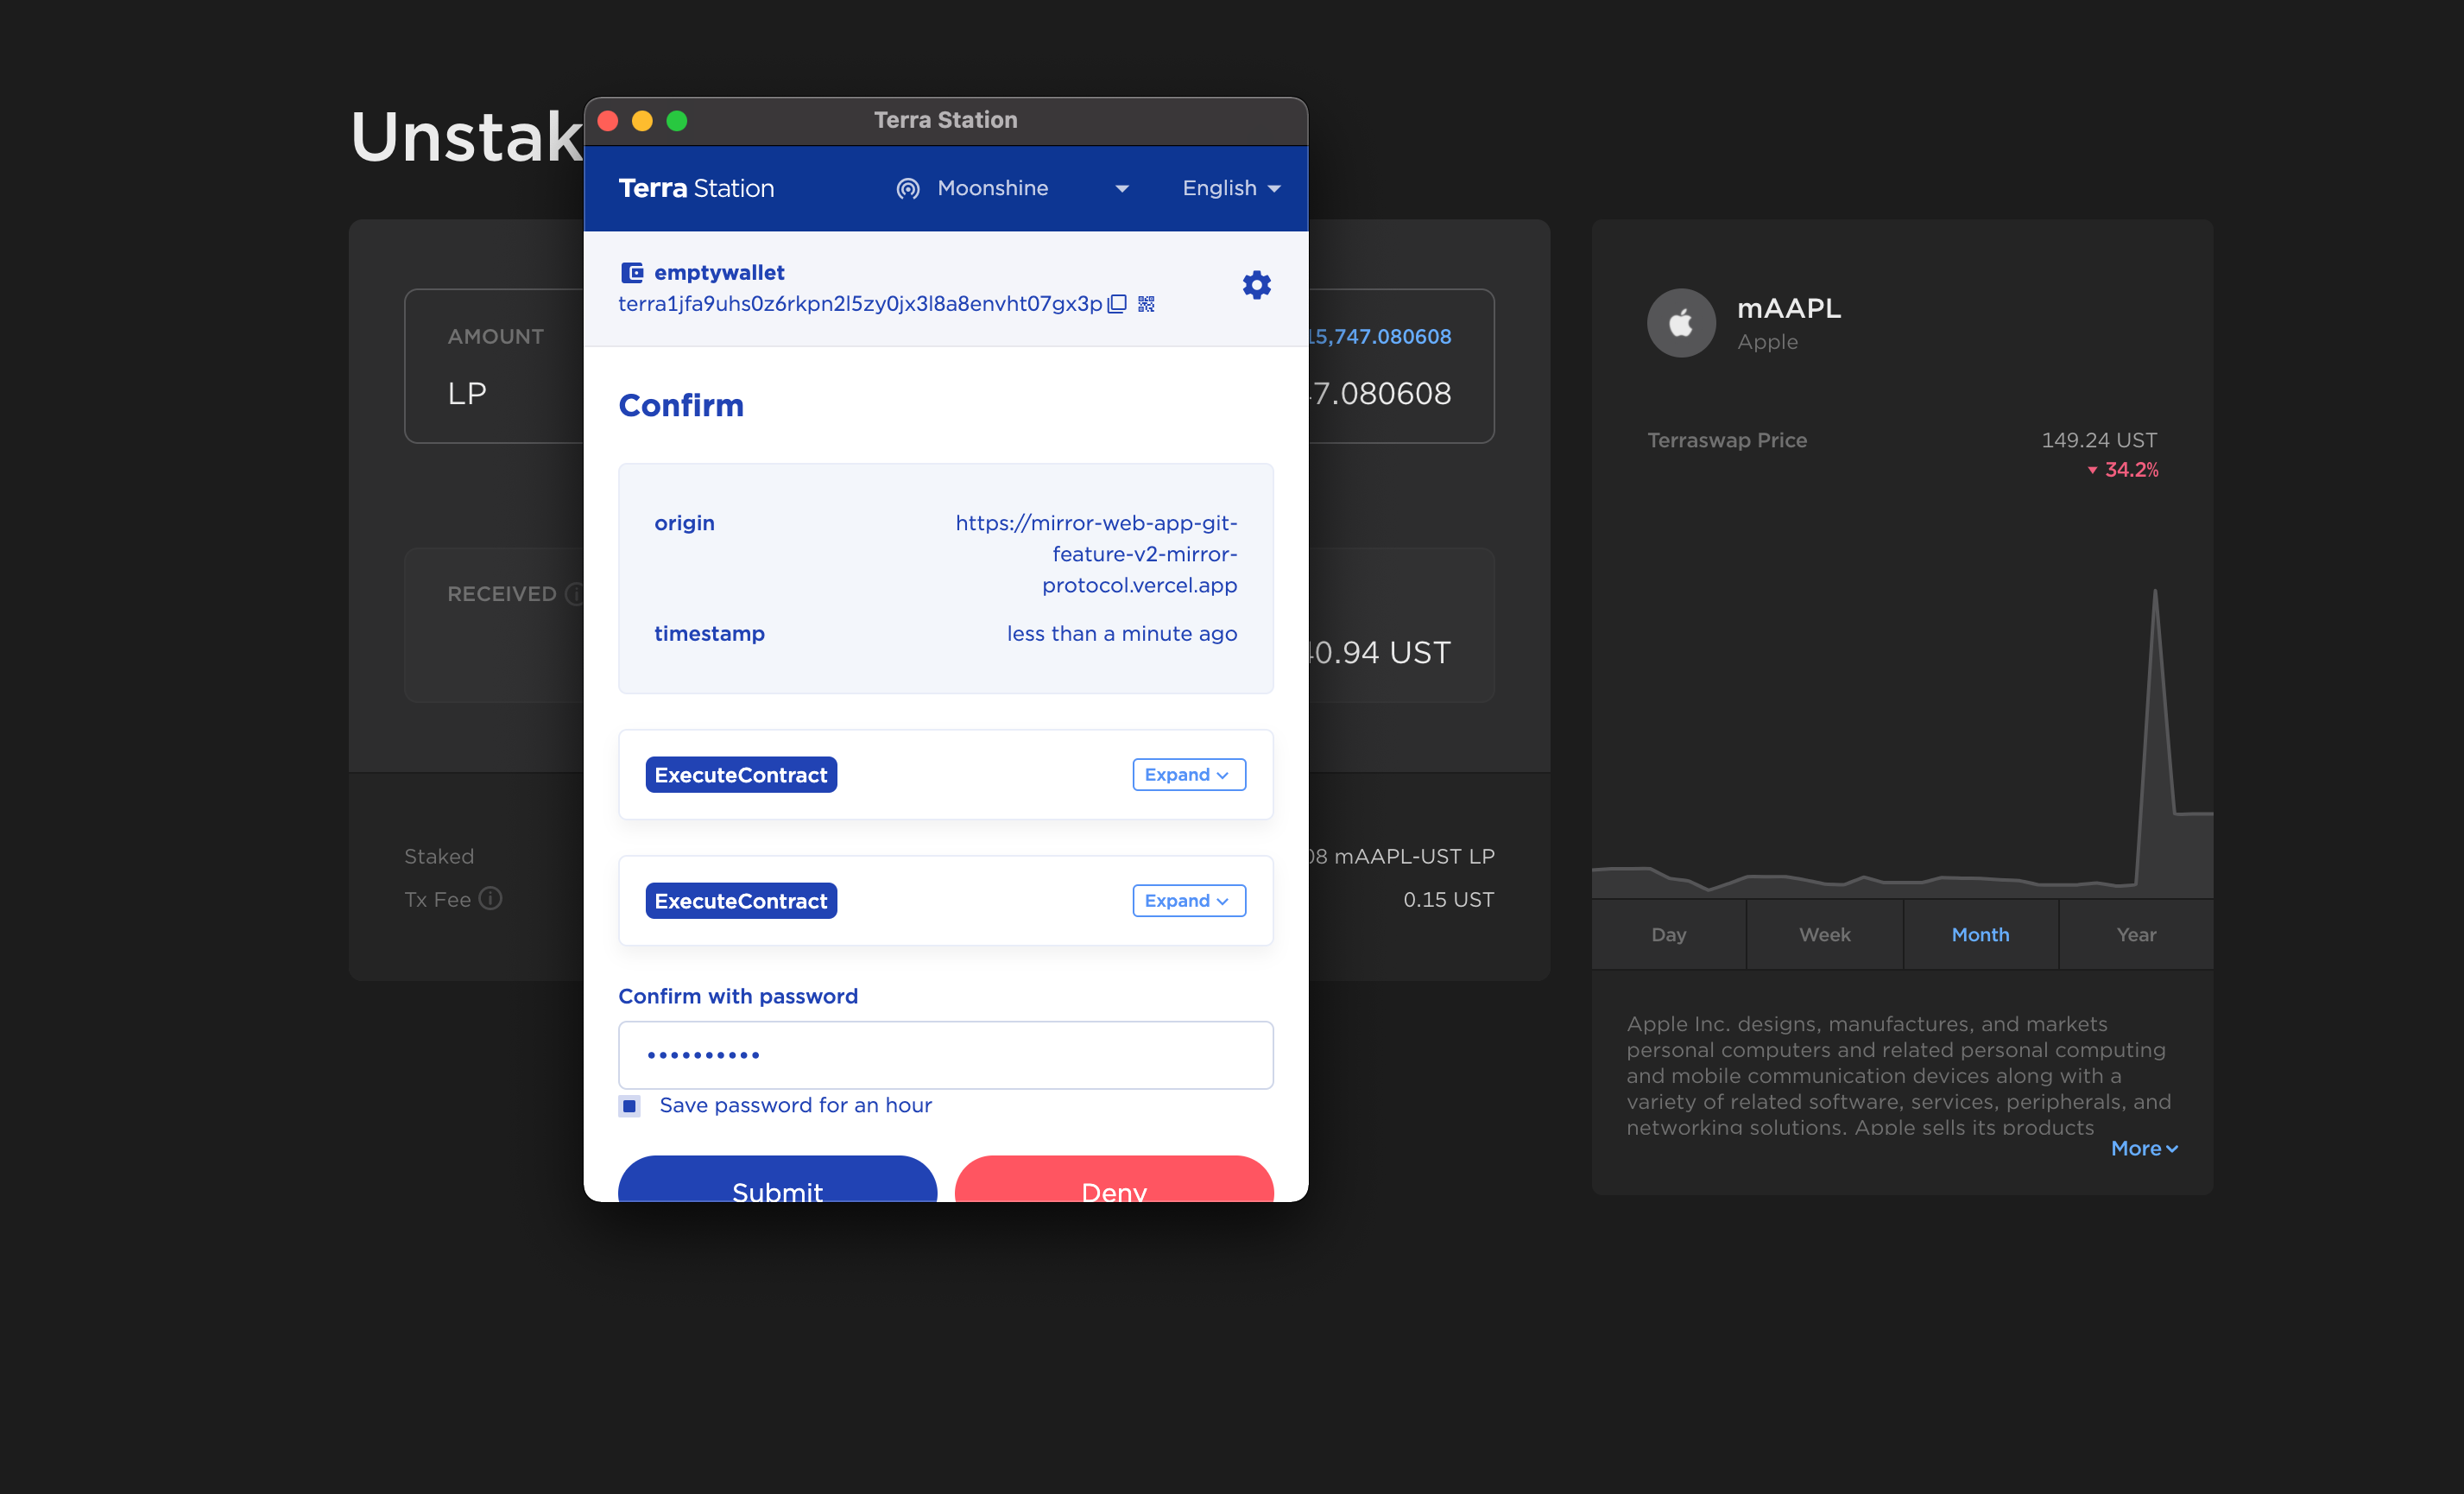 Terra Station
Unstak
Terra Station
Moonshine
English
emptywallet
terra1jfa9uhs0z6rkpn2l5zy0jx3l8a8envht07gx3p
AMOUNT
15,747.080608
LP
7.080608
Confirm
origin
https://mirror-web-app-git-
feature-v2-mirror-
protocol.vercel.app
timestamp
less than a minute ago
RECEIVED
40.94 UST
ExecuteContract
Expand
ExecuteContract
Expand
Staked
08 mAAPL-UST LP
Tx Fee
0.15 UST
Confirm with password
Save password for an hour
Submit
Deny
mAAPL
Apple
Terraswap Price
149.24 UST
34.2%
Day
Week
Month
Year
Apple Inc. designs, manufactures, and markets
personal computers and related personal computing
and mobile communication devices along with a
variety of related software, services, peripherals, and
networking solutions. Apple sells its products
More